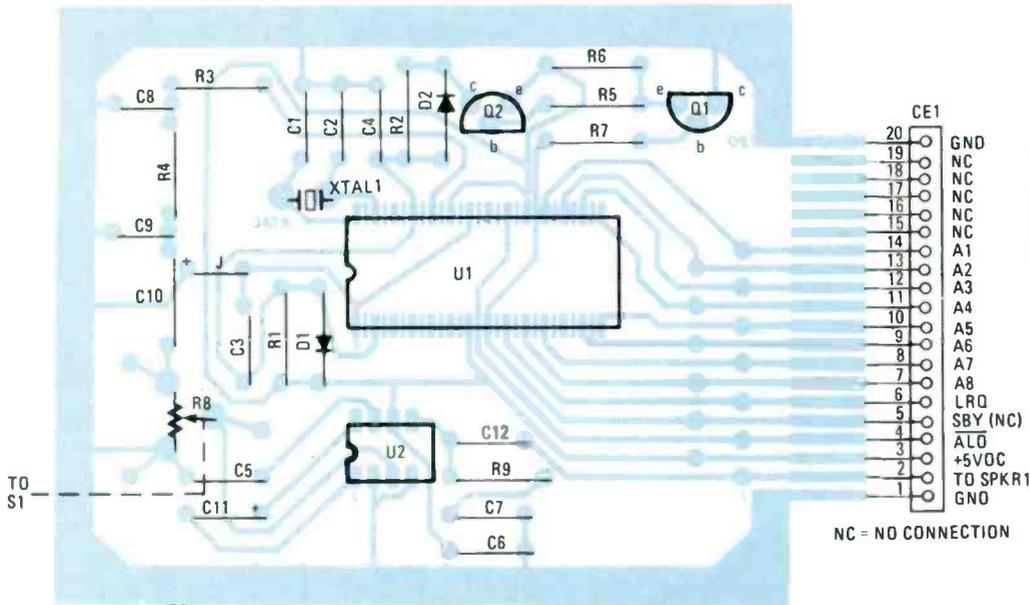 R3
R6
C8
R5
R7
C1
C2
C4
R2
D2
c
e
Q2
b
e
c
Q1
b
R4
XTAL1
DATA
C9
+
J
C10
C3
R1
D1
U1
R8
U2
C12
R9
C5
C11
+
C7
C6
TO
S1
CE1
20 GND
19 NC
18 NC
17 NC
16 NC
15 NC
14 A1
13 A2
12 A3
11 A4
10 A5
9 A6
8 A7
7 A8
6 LRQ
5 SBY (NC)
4 ALD
3 +5VDC
2 TO SPKR1
1 GND
NC = NO CONNECTION